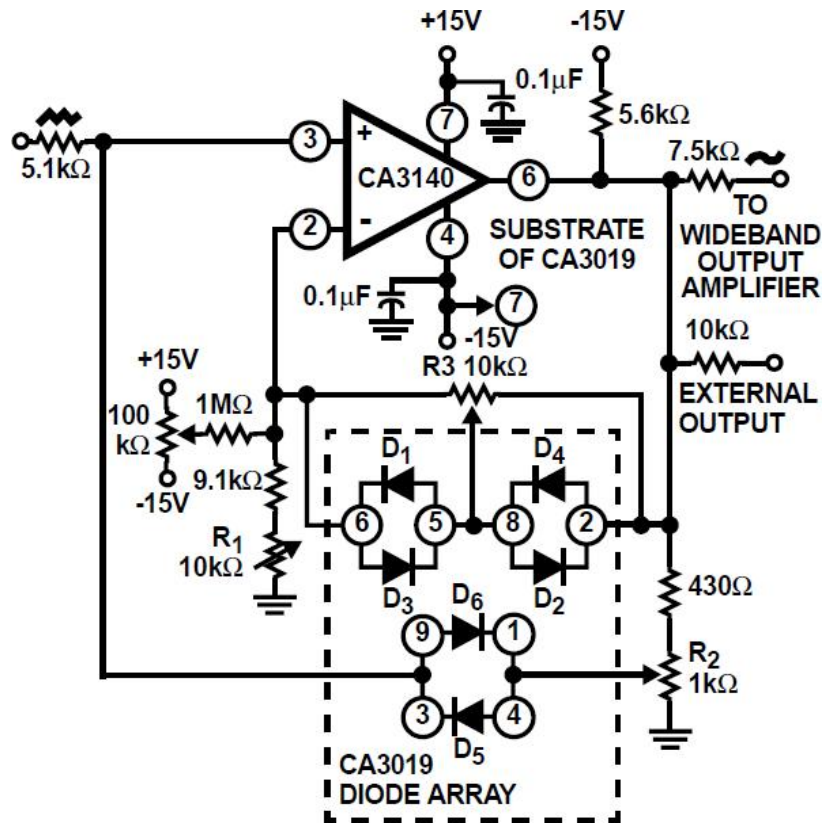 +15V
-15V
0.1μF
7
5.6kΩ
3
+
CA3140
5.1kΩ
6
7.5kΩ
2
-
4
SUBSTRATE
OF CA3019
TO
WIDEBAND
OUTPUT
AMPLIFIER
0.1μF
7
-15V
R3 10kΩ
10kΩ
EXTERNAL
OUTPUT
+15V
100
kΩ
1MΩ
-15V
9.1kΩ
R1
10kΩ
D1
D4
6
5
8
2
D3
D2
D6
9
1
3
4
D5
430Ω
R2
1kΩ
CA3019
DIODE ARRAY